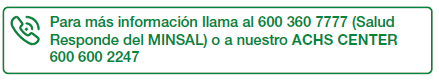 Para más información llama al 600 360 7777 (Salud
Responde del MINSAL) o a nuestro ACHS CENTER
600 600 2247